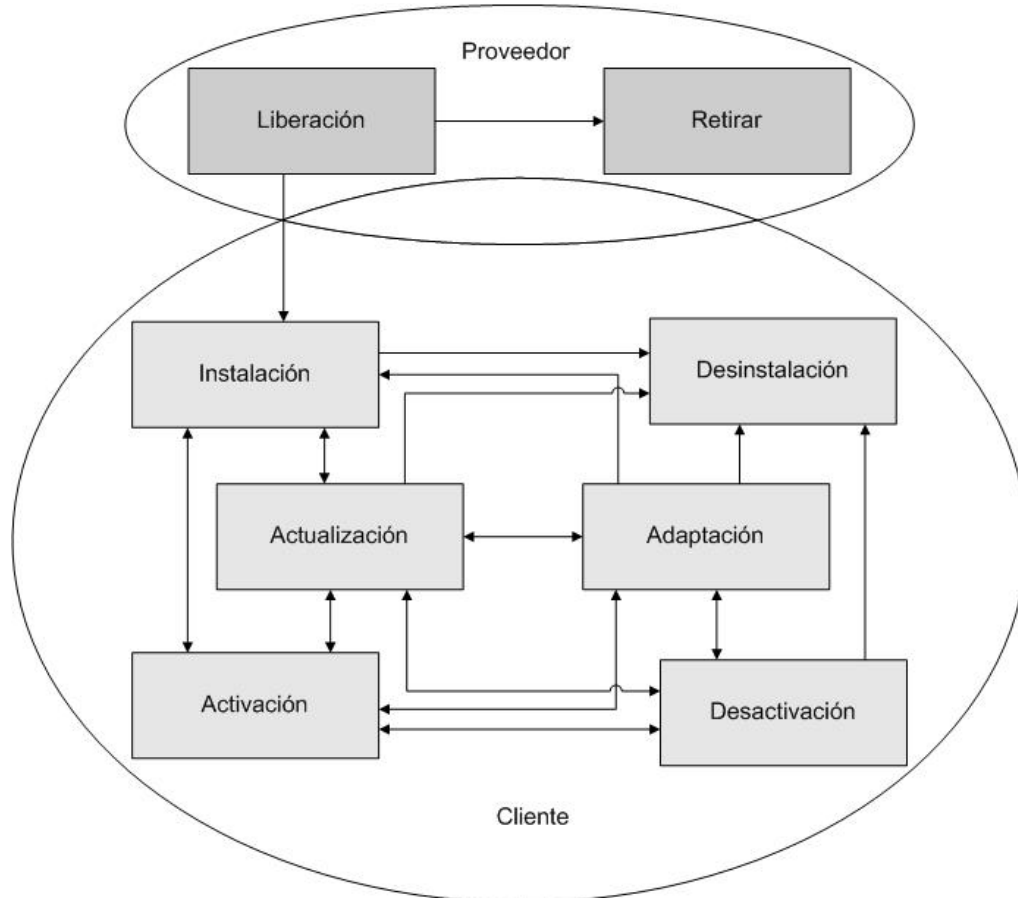 Proveedor
Liberación
Retirar
Instalación
Desinstalación
Actualización
Adaptación
Activación
Desactivación
Cliente